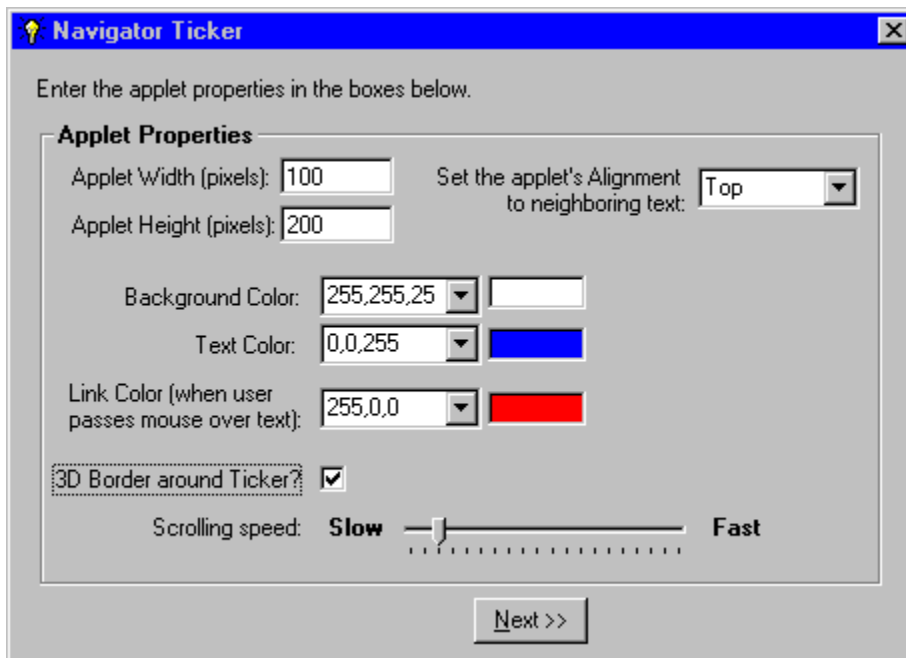 Navigator Ticker
Enter the applet properties in the boxes below.
Applet Properties
Applet Width (pixels): 100
Set the applet's Alignment
to neighboring text: Top
Applet Height (pixels): 200
Background Color: 255,255,25
Text Color: 0,0,255
Link Color (when user
passes mouse over text): 255,0,0
3D Border around Ticker?
Scrolling speed: Slow Fast
Next >>